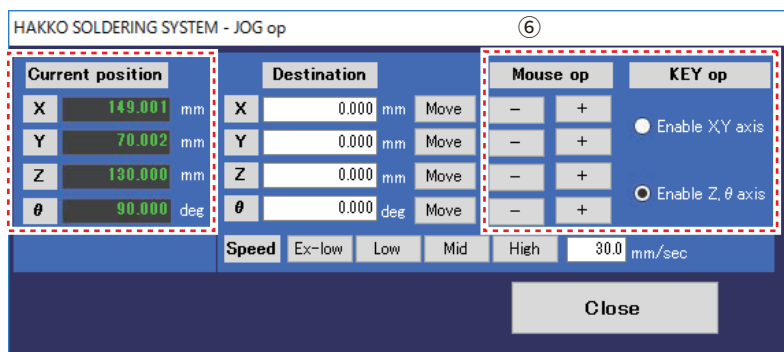 HAKKO SOLDERING SYSTEM - JOG op
⑥
Current position Destination Mouse op KEY op
X 149.001 mm X 0.000 mm Move − + Enable X,Y axis
Y 70.002 mm Y 0.000 mm Move − +
Z 130.000 mm Z 0.000 mm Move − + Enable Z, θ axis
θ 90.000 deg θ 0.000 deg Move − +
Speed Ex-low Low Mid High 30.0 mm/sec
Close